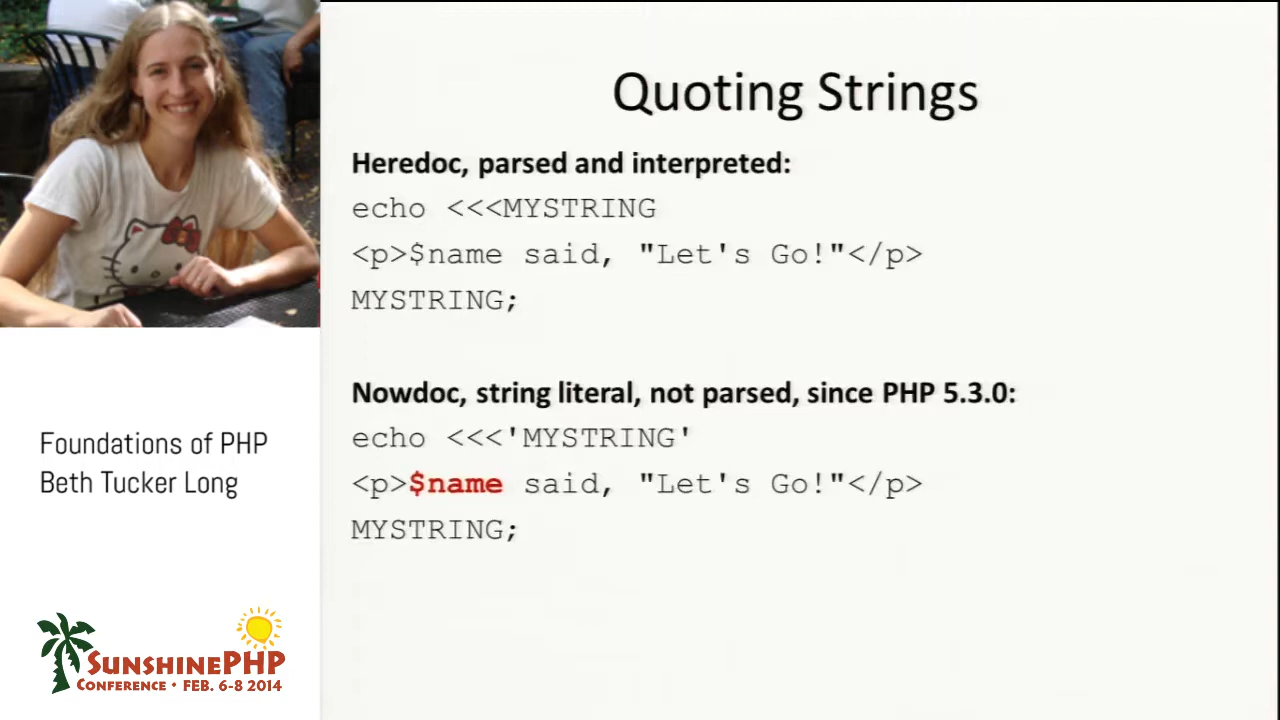 Quoting Strings
Heredoc, parsed and interpreted:
echo <<<MYSTRING
<p>$name said, "Let's Go!"</p>
MYSTRING;
Nowdoc, string literal, not parsed, since PHP 5.3.0:
echo <<<'MYSTRING'
<p>$name said, "Let's Go!"</p>
MYSTRING;
Foundations of PHP
Beth Tucker Long
SUNSHINEPHP
CONFERENCE • FEB. 6-8 2014